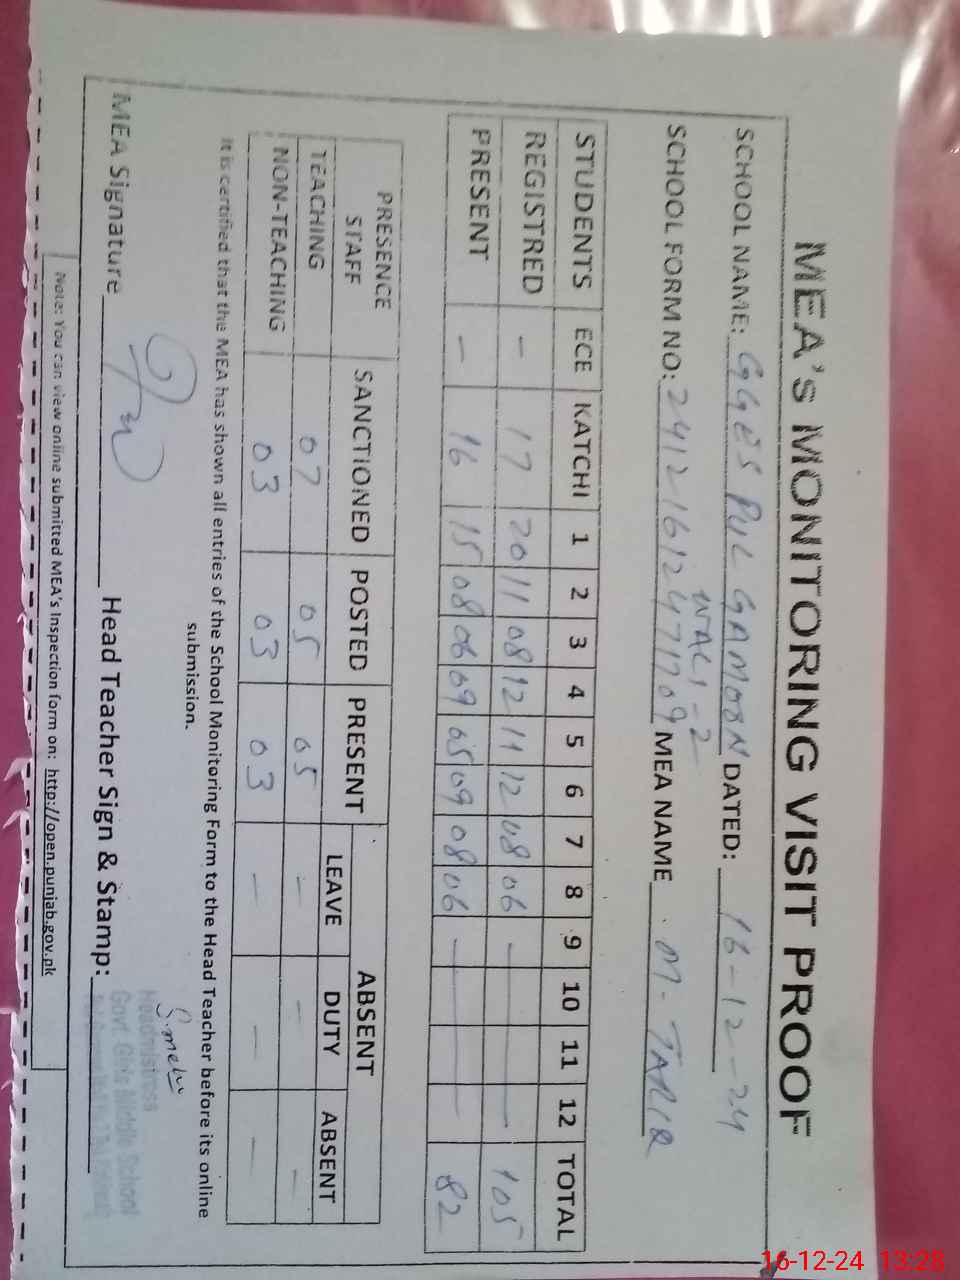 MEA's MONITORING VISIT PROOF
SCHOOL NAME: GGES PUL GAMOON DATED: 16-12-24
WALI-2
SCHOOL FORM NO: 24121612471709 MEA NAME M-TARIQ
STUDENTS ECE KATCHI 1 2 3 4 5 6 7 8 9 10 11 12 TOTAL
REGISTRED - 17 20 11 08 12 11 12 08 06 - 105
PRESENT - 16 15 08 06 09 05 09 08 06 - 82
PRESENCE STAFF SANCTIONED POSTED PRESENT ABSENT
LEAVE DUTY ABSENT
TEACHING 07 05 05 - - -
NON-TEACHING 03 03 03 - - -
It is certified that the MEA has shown all entries of the School Monitoring Form to the Head Teacher before its online
submission.
MEA Signature Head Teacher Sign & Stamp:
Headmistress
Govt. Girls Middle School
Note: You can view online submitted MEA's Inspection form on: http://open.punjab.gov.pk
16-12-24 13:28